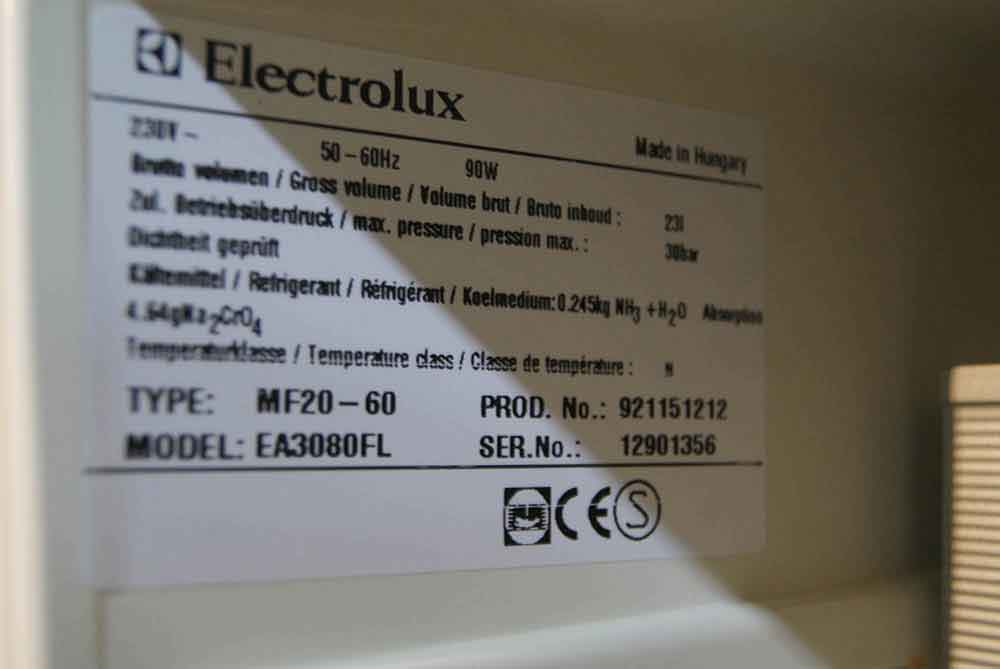 Electrolux
230V ~ 50-60Hz 90W Made in Hungary
Brutto volumen / Gross volume / Volume brut / Bruto inhoud : 23l
Zul. Betriebsüberdruck / max. pressure / pression max. : 30bar
Dichtheit geprüft
Kältemittel / Refrigerant / Réfrigérant / Koelmedium: 0.245kg NH₃ +H₂O Absorption
4.64gNa₂CrO₄
Temperaturklasse / Temperature class / Classe de température : N
TYPE: MF20-60 PROD. No.: 921151212
MODEL: EA3080FL SER.No.: 12901356
CE S